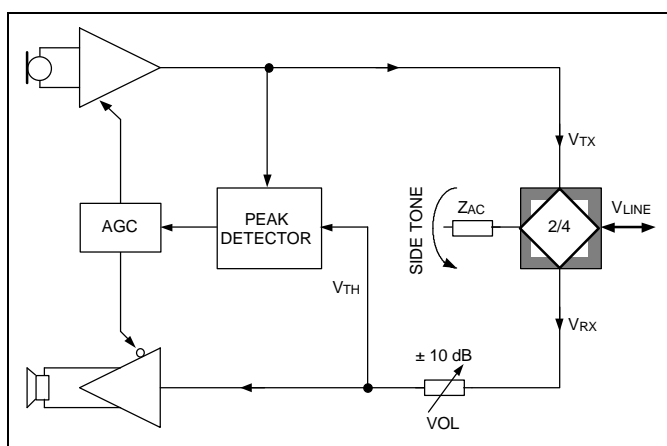 VTX
SIDE TONE
ZAC
VLINE
AGC
PEAK
DETECTOR
2/4
VTH
VRX
± 10 dB
VOL